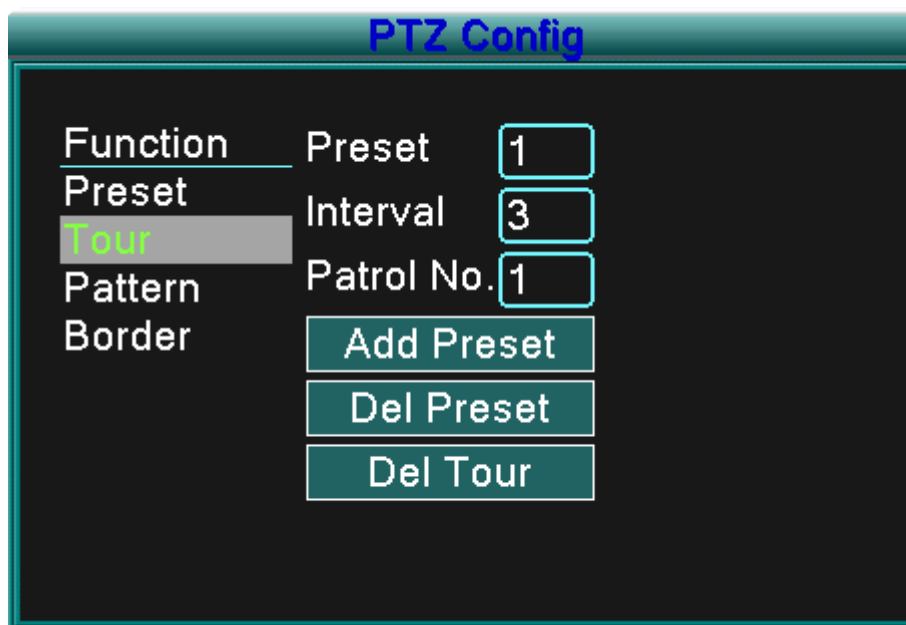 PTZ Config
Function
Preset
Tour
Pattern
Border
Preset 1
Interval 3
Patrol No. 1
Add Preset
Del Preset
Del Tour